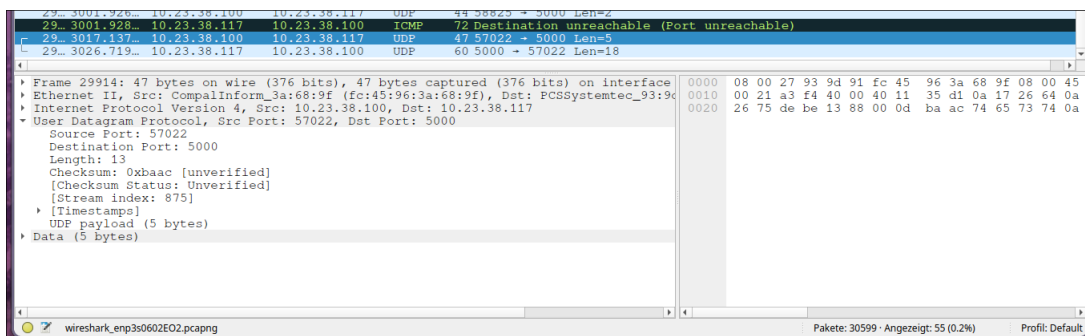 29… 3001.926… 10.23.38.100 10.23.38.117 UDP 44 58825 → 5000 Len=2
29… 3001.928… 10.23.38.117 10.23.38.100 ICMP 72 Destination unreachable (Port unreachable)
29… 3017.137… 10.23.38.100 10.23.38.117 UDP 47 57022 → 5000 Len=5
29… 3026.719… 10.23.38.117 10.23.38.100 UDP 60 5000 → 57022 Len=18
Frame 29914: 47 bytes on wire (376 bits), 47 bytes captured (376 bits) on interface
Ethernet II, Src: CompalInform_3a:68:9f (fc:45:96:3a:68:9f), Dst: PCSSystemtec_93:9d
Internet Protocol Version 4, Src: 10.23.38.100, Dst: 10.23.38.117
User Datagram Protocol, Src Port: 57022, Dst Port: 5000
Source Port: 57022
Destination Port: 5000
Length: 13
Checksum: 0xbaac [unverified]
[Checksum Status: Unverified]
[Stream index: 875]
[Timestamps]
UDP payload (5 bytes)
Data (5 bytes)
0000 08 00 27 93 9d 91 fc 45 96 3a 68 9f 08 00 45
0010 00 21 a3 f4 40 00 40 11 35 d1 0a 17 26 64 0a
0020 26 75 de be 13 88 00 0d ba ac 74 65 73 74 0a
wireshark_enp3s0602EO2.pcapng Pakete: 30599 · Angezeigt: 55 (0.2%) Profil: Default